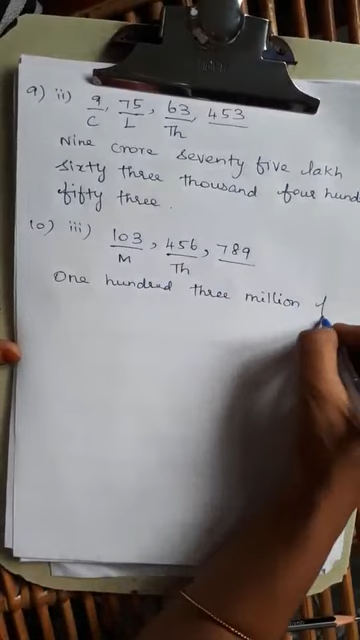 9) ii) 9, 75, 63, 453
C L Th
Nine crore seventy five lakh
sixty three thousand four hund
fifty three.
10) iii) 103, 456, 789
M Th
One hundred three million f